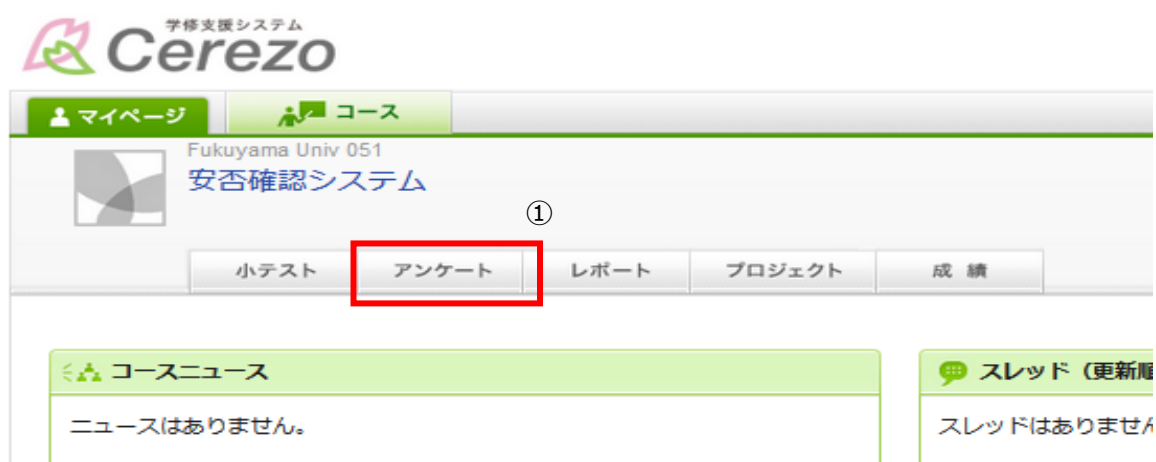 学修支援システム
Cerezo
マイページ コース
Fukuyama Univ 051
安否確認システム
①
小テスト アンケート レポート プロジェクト 成 績
コースニュース スレッド（更新順
ニュースはありません。 スレッドはありませ